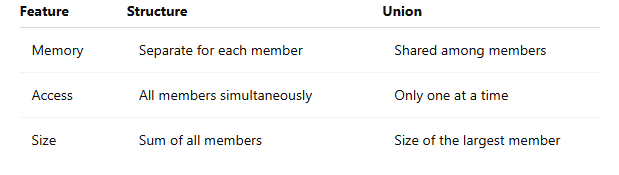 Feature Structure Union
Memory Separate for each member Shared among members
Access All members simultaneously Only one at a time
Size Sum of all members Size of the largest member